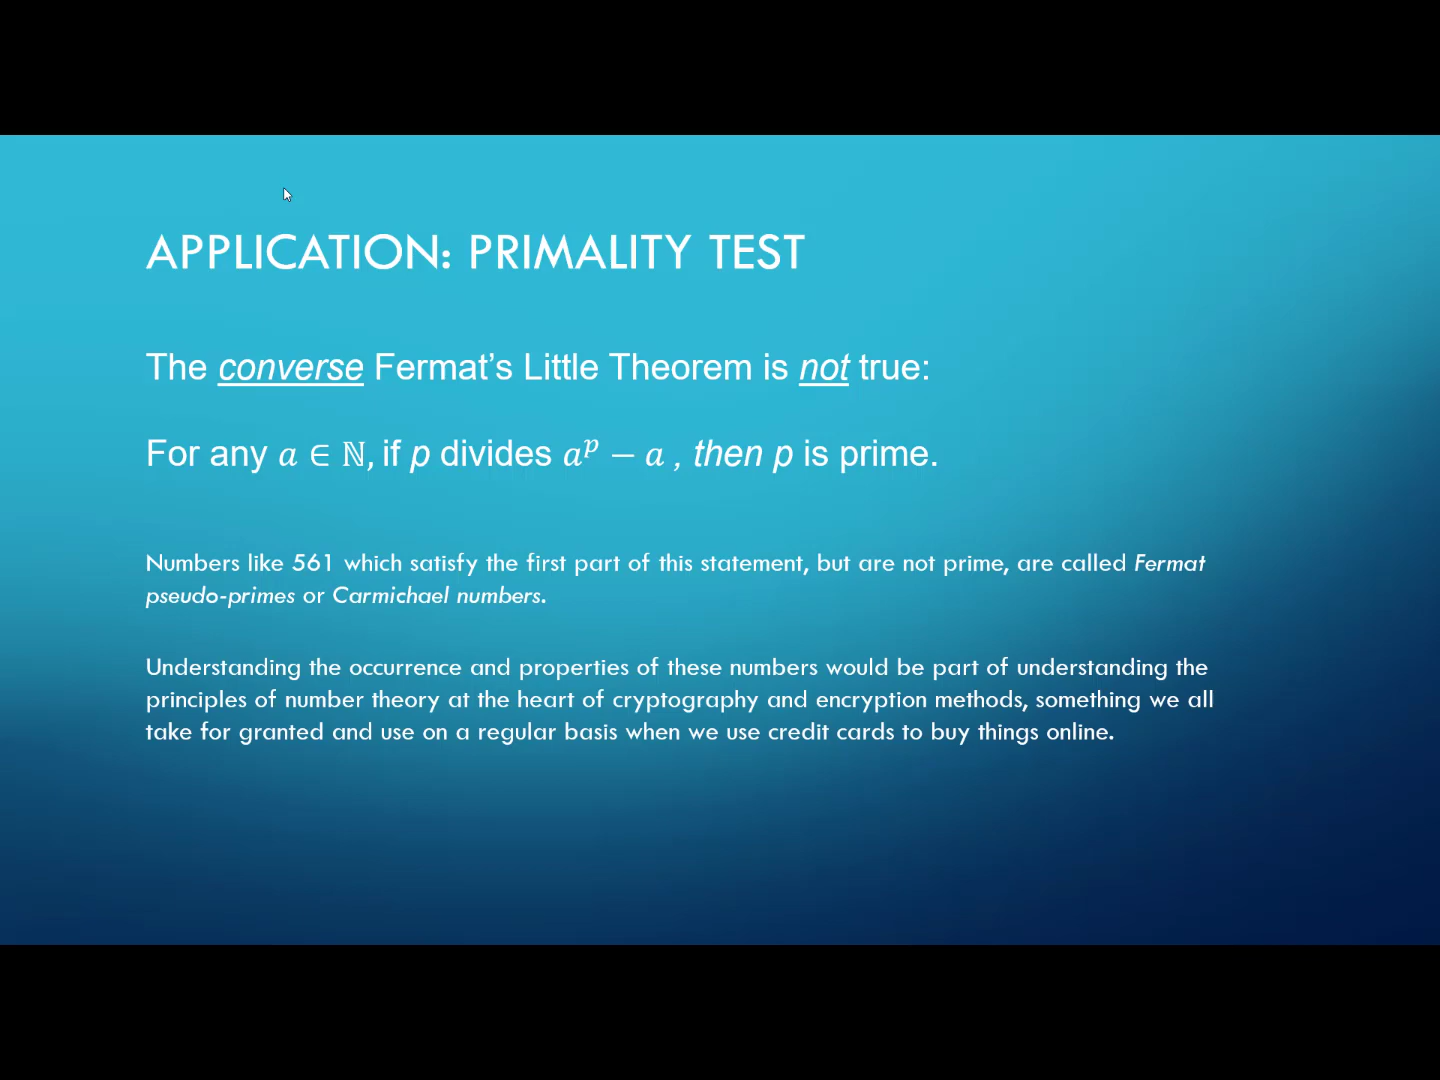 APPLICATION: PRIMALITY TEST
The converse Fermat’s Little Theorem is not true:
For any 𝑎 ∈ ℕ, if p divides 𝑎ᵖ − 𝑎 , then p is prime.
Numbers like 561 which satisfy the first part of this statement, but are not prime, are called Fermat
pseudo-primes or Carmichael numbers.
Understanding the occurrence and properties of these numbers would be part of understanding the
principles of number theory at the heart of cryptography and encryption methods, something we all
take for granted and use on a regular basis when we use credit cards to buy things online.